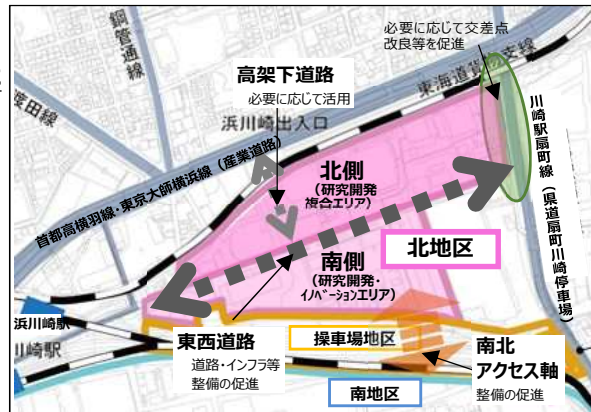 必要に応じて交差点
改良等を促進
銅管通線
渡田線
高架下道路
必要に応じて活用
浜川崎出入口
東海道貨物支線
首都高横羽線・東京大師横浜線（産業道路）
川崎駅扇町線（県道扇町川崎停車場）
北側
（研究開発
複合エリア）
北地区
南側
（研究開発・
イノベーションエリア）
浜川崎駅
川崎駅
東西道路
道路・インフラ等
整備の促進
操車場地区
南北
アクセス軸
整備の促進
南地区